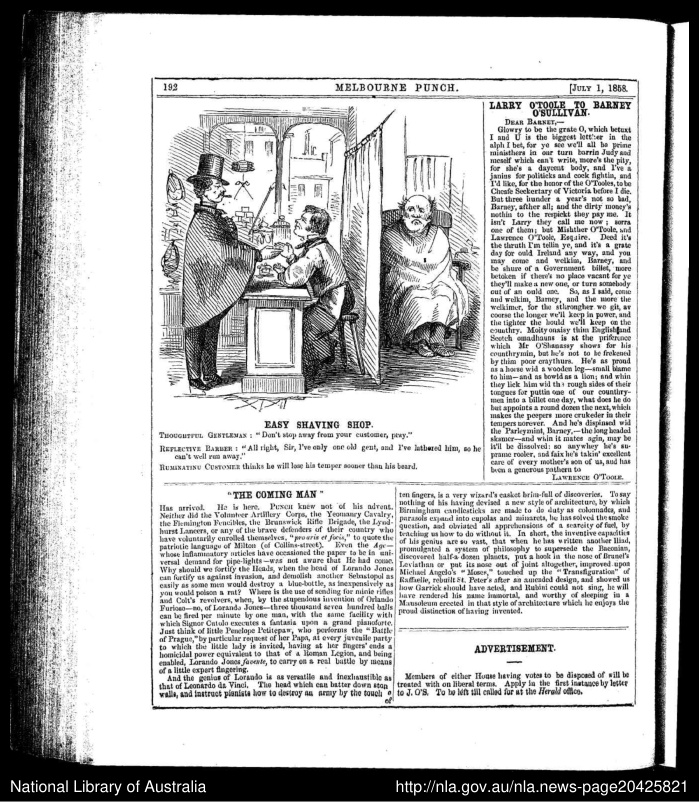 192
MELBOURNE PUNCH.
[JULY 1, 1858.
EASY SHAVING SHOP.
THOUGHTFUL GENTLEMAN : "Don't stop away from your customer, pray."
REFLECTIVE BARBER : "All right, Sir, I've only one old gent, and I've lathered him, so he
can't well run away."
RUMINATING CUSTOMER thinks he will lose his temper sooner than his beard.
LARRY O'TOOLE TO BARNEY
O'SULLIVAN.
DEAR BARNEY,—
Glowry to be the grate O, which betuxt
I and U is the biggest letther in the
alph I bet, for ye see we'll all be prime
ministhers in our turn barrin Judy and
meself which can't write, more's the pity,
for she's a daycent body, and I've a
janius for politicks and cock fightin, and
I'd like, for the honor of the O'Tooles, to be
Cheafe Seckertary of Victoria before I die.
But three hunder a year's not so bad,
Barney, afther all; and the dirty money's
nothin to the respickt they pay me. It
isn't Larry they call me now ; sorra
one of them; but Mishther O'Toole, and
Lawrence O'Toole, Esquire. Deed it's
the thruth I'm tellin ye, and it's a grate
day for ould Ireland any way, and you
may come and welkim, Barney, and
be shure of a Government billet, more
betoken if there's no place vacant for ye
they'll make a new one, or turn somebody
out of an ould one. So, as I said, come
and welkim, Barney, and the more the
welkimer, for the sthrongher we git, av
coorse the longer we'll keep in power, and
the tighter the hould we'll keep on the
counthry. Moity onaisy thim English and
Scotch omadhauns is at the priference
which Mr O'Shanassy shows for his
counthrymin, but he's not to be frekened
by thim poor craythurs. He's as proud
as a horse wid a wooden leg—small blame
to him—and as bowld as a lion; and whin
they lick him wid the rough sides of their
tongues for puttin one of our counthry-
men into a billet one day, what does he do
but appoints a round dozen the next, which
makes the peepers more crukeder in their
tempers norever. And he's dispimed wid
the Parleymint, Barney,—the long headed
skamer—and whin it mates agin, may be
it'll be dissolved; so anywhey he's su-
prame rooler, and faix he's takin' excellent
care of every mother's son of us, and has
been a generous pathern to
LAWRENCE O'TOOLE.
"THE COMING MAN"
Has arrived. He is here. PUNCH knew not of his advent.
Neither did the Volunteer Artillery Corps, the Yeomanry Cavalry,
the Flemington Fencibles, the Brunswick Rifle Brigade, the Lynd-
hurst Lancers, or any of the brave defenders of their country who
have voluntarily enrolled themselves, "pro aris et focis," to quote the
patriotic language of Milton (of Collins-street). Even the Age—
whose inflammatory articles have occasioned the paper to be in uni-
versal demand for pipe-lights—was not aware that He had come.
Why should we fortify the Heads, when the head of Lorando Jones
can fortify us against invasion, and demolish another Sebastopol as
easily as some men would destroy a blue-bottle, as inexpensively as
you would poison a rat? Where is the use of sending for minie rifles
and Colt's revolvers, when, by the stupendous invention of Orlando
Furioso—no, of Lorando Jones—three thousand seven hundred balls
can be fired per minute by one man, with the same facility with
which Signor Cutolo executes a fantasia upon a grand pianoforte.
Just think of little Penelope Petitepaw, who performs the "Battle
of Prague," by particular request of her Papa, at every juvenile party
to which the little lady is invited, having at her fingers' ends a
homicidal power equivalent to that of a Roman Legion, and being
enabled, Lorando Jones favente, to carry on a real battle by means
of a little expert fingering.
And the genius of Lorando is as versatile and inexhaustible as
that of Leonardo da Vinci. The head which can batter down stone
walls, and instruct pianists how to destroy an army by the touch of
ten fingers, is a very wizard's casket brim-full of discoveries. To say
nothing of his having devised a new style of architecture, by which
Birmingham candlesticks are made to do duty as colonnades, and
parasols expand into cupolas and minarets, he has solved the smoke
question, and obviated all apprehensions of a scarcity of fuel, by
teaching us how to do without it. In short, the inventive capacities
of his genius are so vast, that when he has written another Iliad,
promulgated a system of philosophy to supersede the Baconian,
discovered half-a-dozen planets, put a hook in the nose of Brunel's
Leviathan or put its nose out of joint altogether, improved upon
Michael Angelo's "Moses," touched up the "Transfiguration" of
Raffaelle, rebuilt St. Peter's after an amended design, and showed us
how Garrick should have acted, and Rubini could not sing, he will
have rendered his name immortal, and worthy of sleeping in a
Mausoleum erected in that style of architecture which he enjoys the
proud distinction of having invented.
ADVERTISEMENT.
Members of either House having votes to be disposed of will be
treated with on liberal terms. Apply in the first instance by letter
to J. O'S. To be left till called for at the Herald office.
National Library of Australia
http://nla.gov.au/nla.news-page20425821